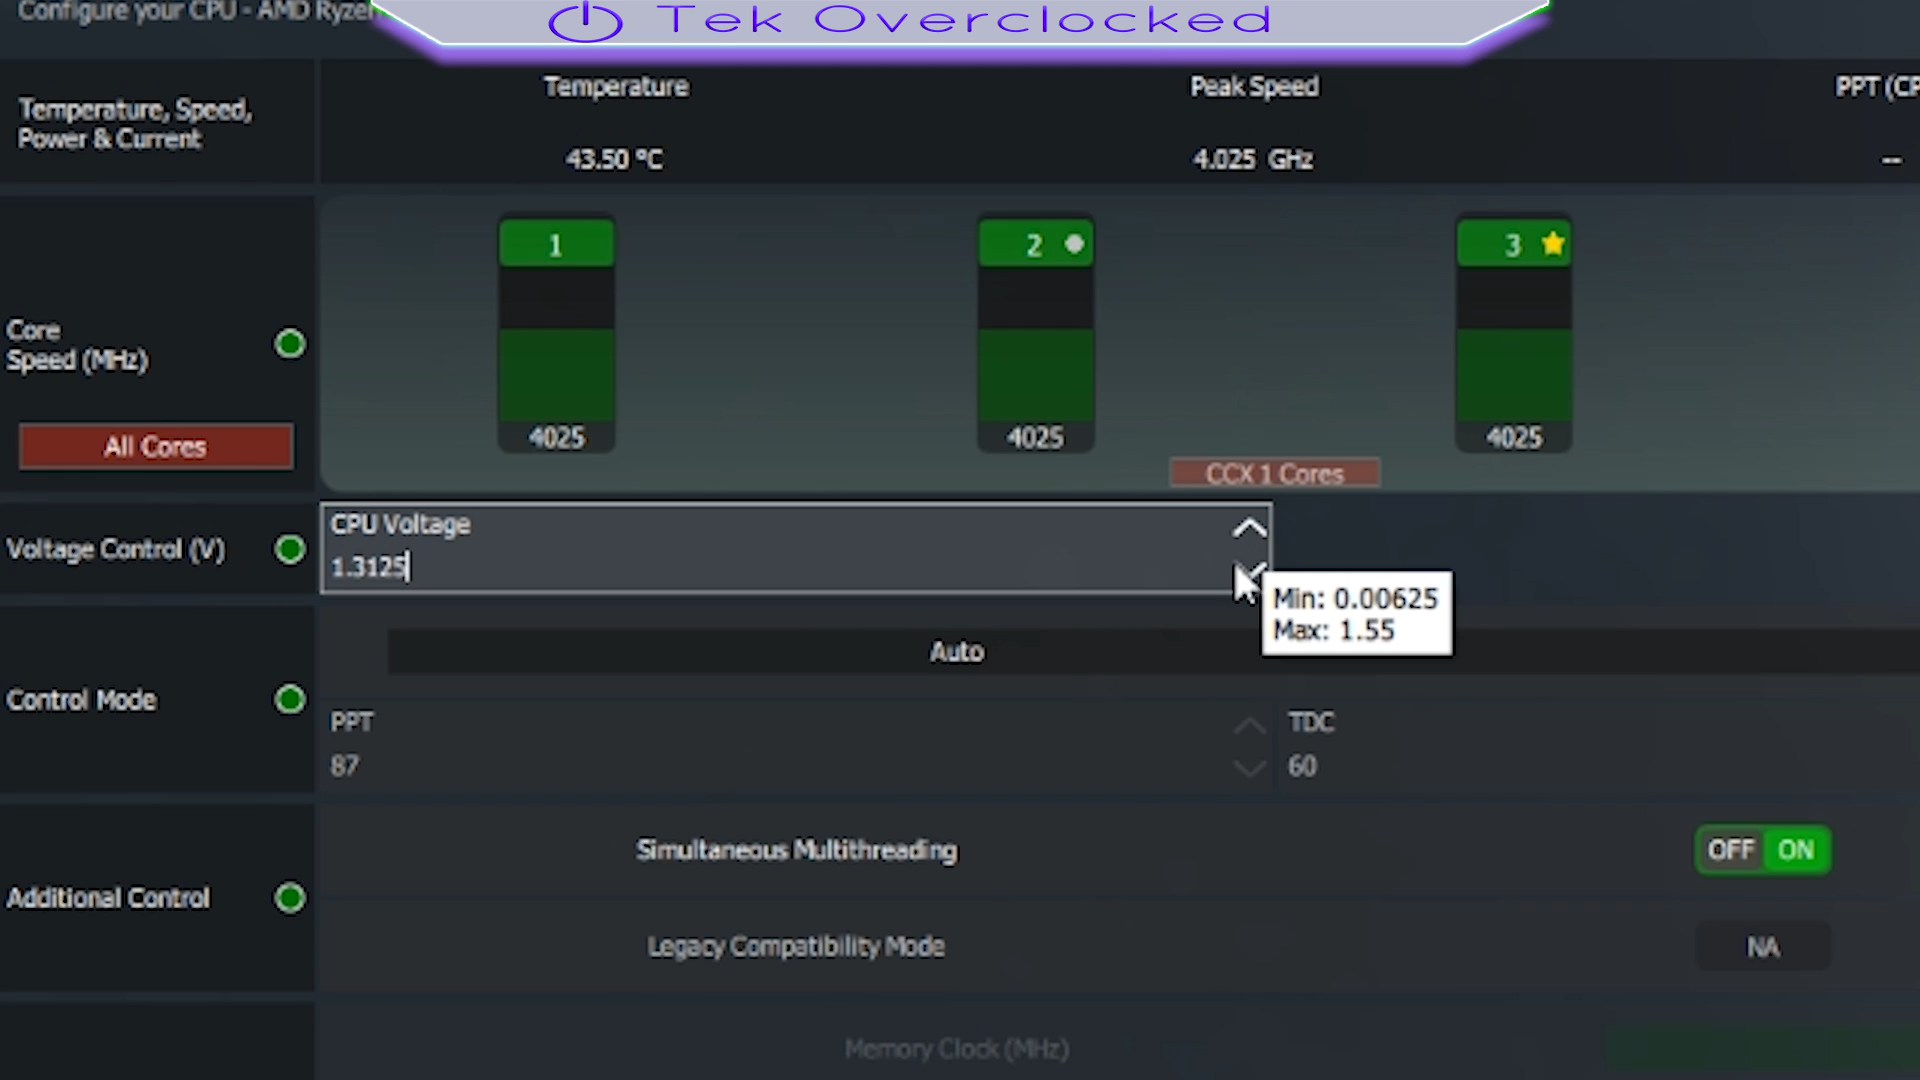 Configure your CPU - AMD Ryzen
Tek Overclocked
Temperature, Speed,
Power & Current
Temperature
43.50 °C
Peak Speed
4.025 GHz
PPT (CP
--
Core
Speed (MHz)
All Cores
1
4025
2
4025
3
4025
CCX 1 Cores
Voltage Control (V)
CPU Voltage
1.3125
Min: 0.00625
Max: 1.55
Control Mode
Auto
PPT
87
TDC
60
Additional Control
Simultaneous Multithreading
OFF ON
Legacy Compatibility Mode
NA
Memory Clock (MHz)